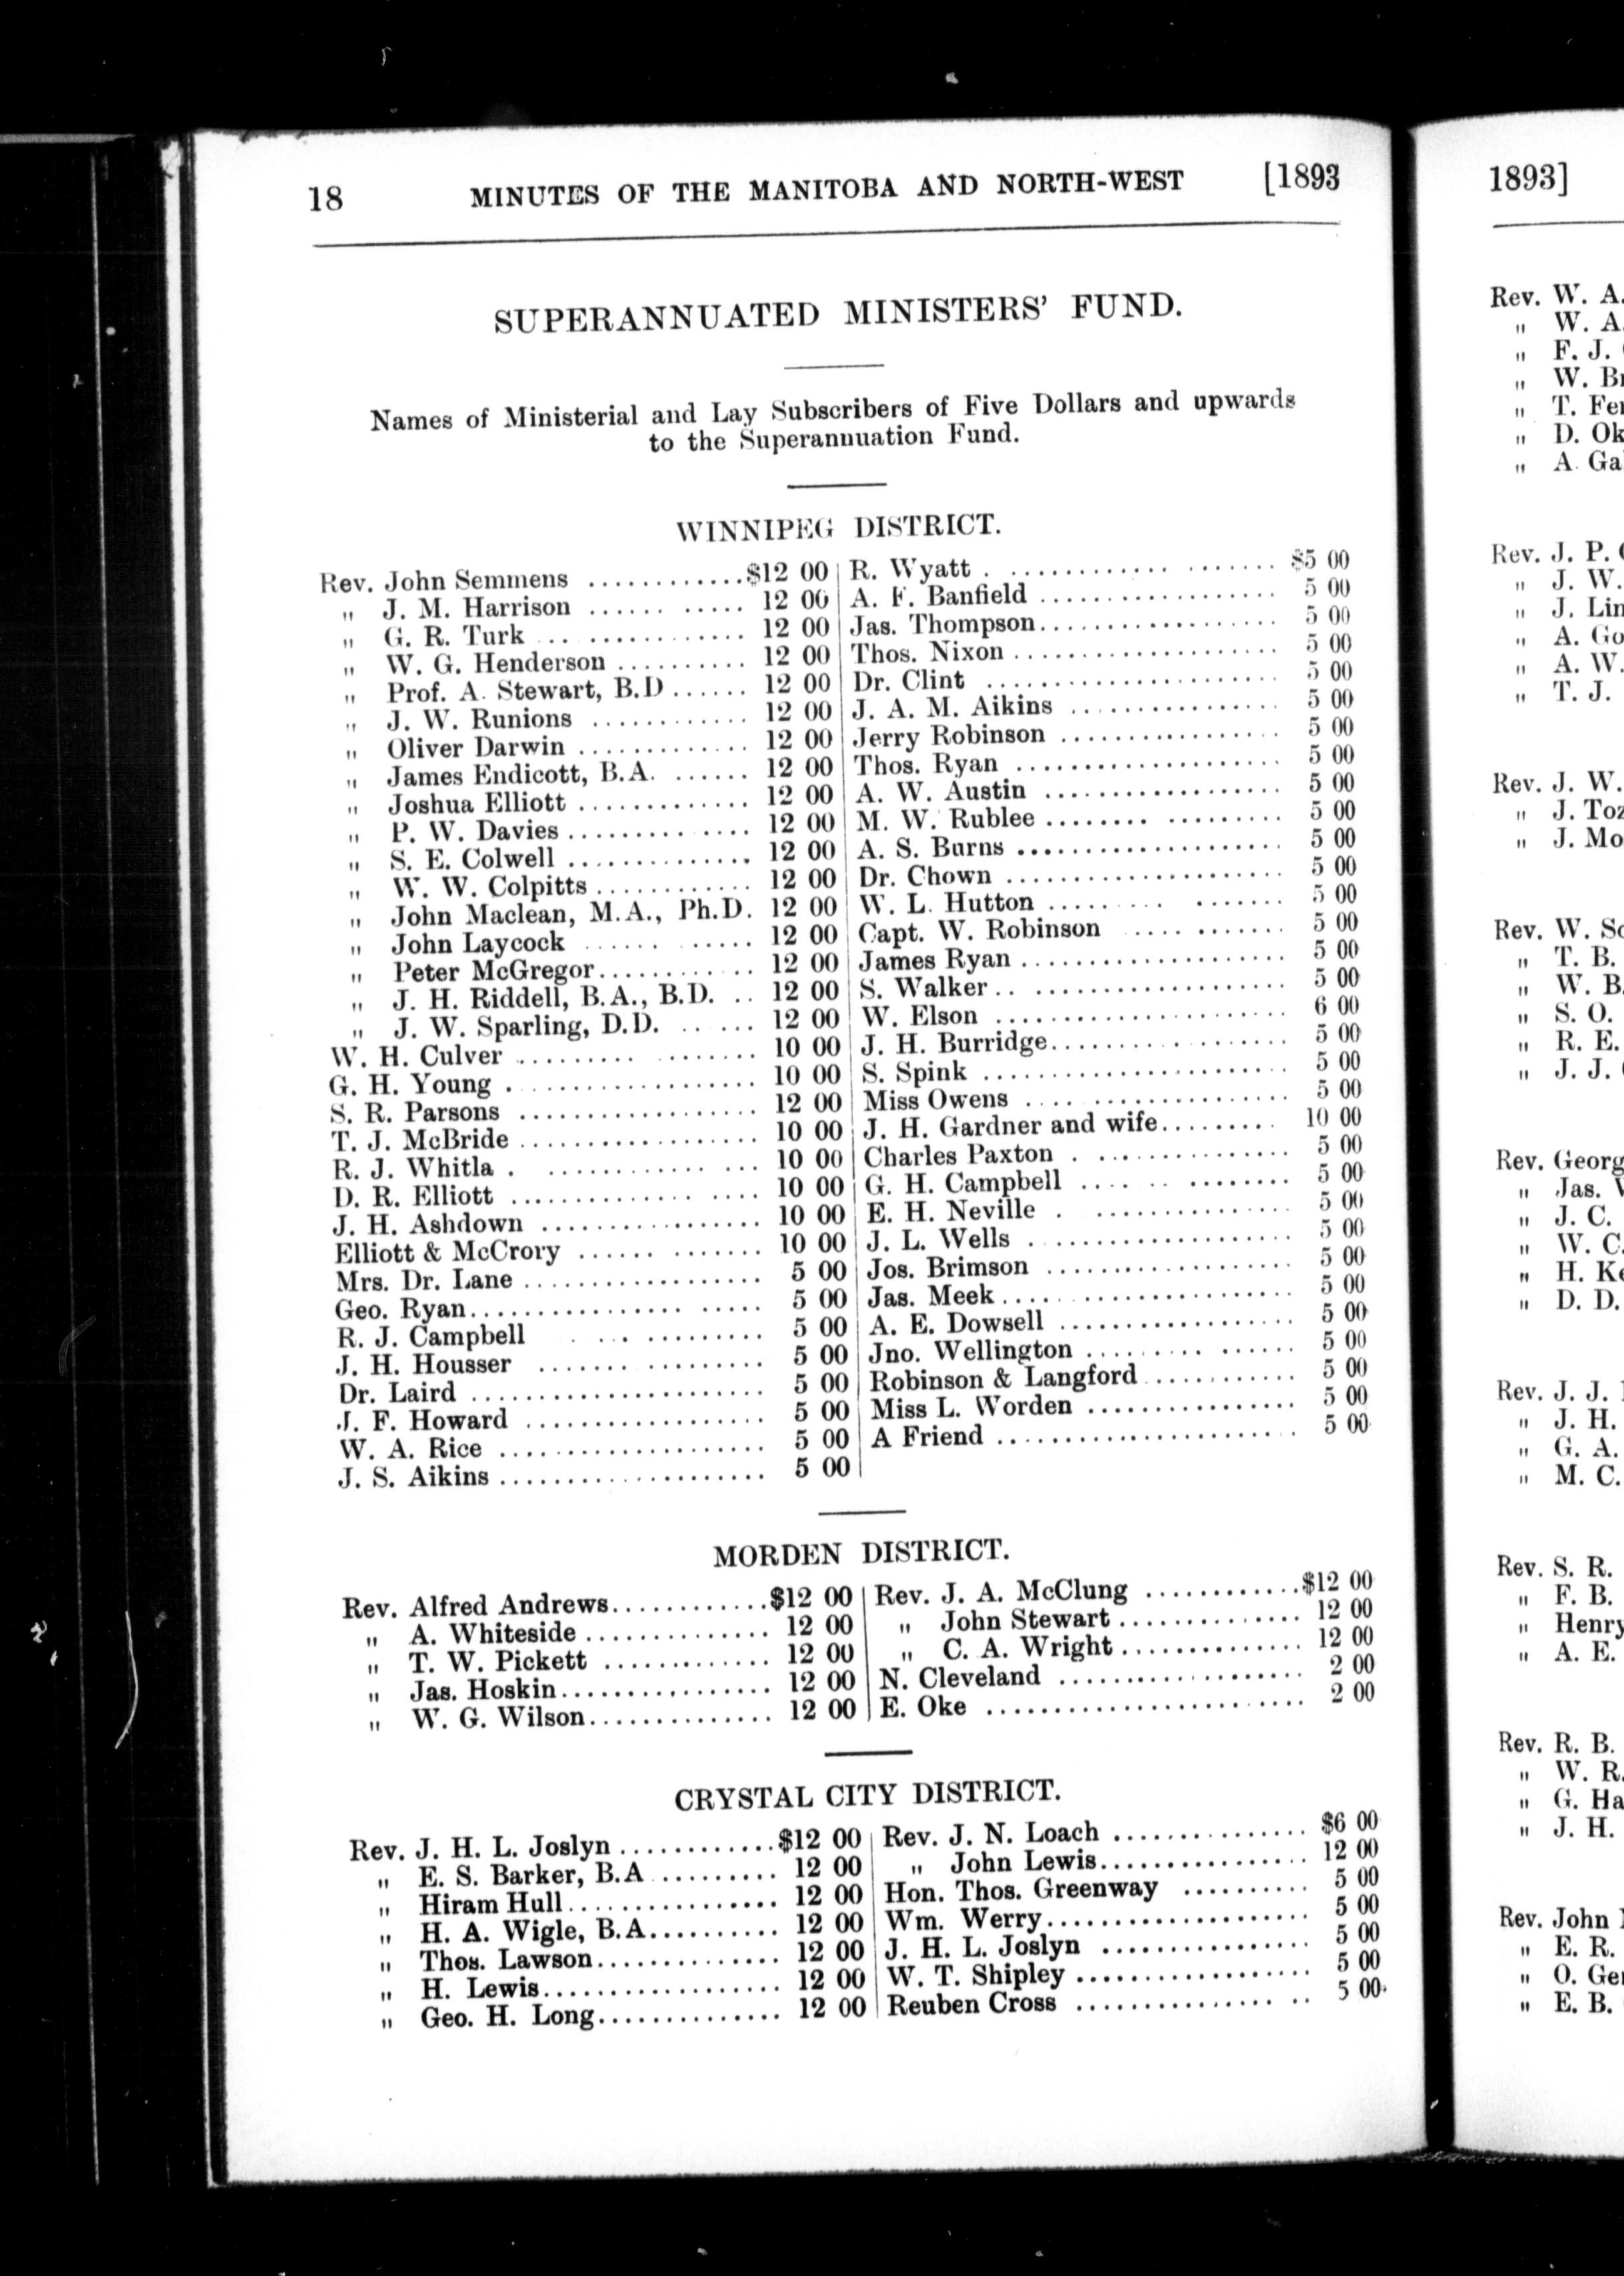 18 MINUTES OF THE MANITOBA AND NORTH-WEST [1893
SUPERANNUATED MINISTERS' FUND.
Names of Ministerial and Lay Subscribers of Five Dollars and upwards
to the Superannuation Fund.
WINNIPEG DISTRICT.
Rev. John Semmens ............$12 00
" J. M. Harrison ...... ..... 12 00
" G. R. Turk ... ............ 12 00
" W. G. Henderson .......... 12 00
" Prof. A. Stewart, B.D ...... 12 00
" J. W. Runions ............ 12 00
" Oliver Darwin ............. 12 00
" James Endicott, B.A. ...... 12 00
" Joshua Elliott ............. 12 00
" P. W. Davies .............. 12 00
" S. E. Colwell .............. 12 00
" W. W. Colpitts ............ 12 00
" John Maclean, M.A., Ph.D. 12 00
" John Laycock ...... ...... 12 00
" Peter McGregor............ 12 00
" J. H. Riddell, B.A., B.D. .. 12 00
" J. W. Sparling, D.D. ...... 12 00
W. H. Culver ......... ........ 10 00
G. H. Young ................... 10 00
S. R. Parsons .................. 12 00
T. J. McBride .................. 10 00
R. J. Whitla . ............ ... 10 00
D. R. Elliott ............. ..... 10 00
J. H. Ashdown ................. 10 00
Elliott & McCrory ...... ....... 10 00
Mrs. Dr. Lane .................. 5 00
Geo. Ryan................ ..... 5 00
R. J. Campbell ... .......... 5 00
J. H. Housser ...... .......... 5 00
Dr. Laird ...................... 5 00
J. F. Howard .................. 5 00
W. A. Rice .................... 5 00
J. S. Aikins .................... 5 00
R. Wyatt . ............ ....... $5 00
A. F. Banfield .................. 5 00
Jas. Thompson.................. 5 00
Thos. Nixon .................... 5 00
Dr. Clint ...................... 5 00
J. A. M. Aikins ................ 5 00
Jerry Robinson ................. 5 00
Thos. Ryan .................... 5 00
A. W. Austin .................. 5 00
M. W. Rublee ........ ......... 5 00
A. S. Burns .................... 5 00
Dr. Chown ..................... 5 00
W. L. Hutton ......... ....... 5 00
Capt. W. Robinson ..... ....... 5 00
James Ryan .................... 5 00
S. Walker.. ................... 5 00
W. Elson ...................... 6 00
J. H. Burridge.................. 5 00
S. Spink ....................... 5 00
Miss Owens .... ............... 5 00
J. H. Gardner and wife......... 10 00
Charles Paxton . .............. 5 00
G. H. Campbell .... .. ........ 5 00
E. H. Neville . ............... 5 00
J. L. Wells .................... 5 00
Jos. Brimson ................... 5 00
Jas. Meek...................... 5 00
A. E. Dowsell .................. 5 00
Jno. Wellington ......... ...... 5 00
Robinson & Langford ........... 5 00
Miss L. Worden ................ 5 00
A Friend ....................... 5 00
MORDEN DISTRICT.
Rev. Alfred Andrews............$12 00
" A. Whiteside .............. 12 00
" T. W. Pickett ............. 12 00
" Jas. Hoskin................ 12 00
" W. G. Wilson.............. 12 00
Rev. J. A. McClung ............$12 00
" John Stewart .............. 12 00
" C. A. Wright .............. 12 00
N. Cleveland ................... 2 00
E. Oke ........................ 2 00
CRYSTAL CITY DISTRICT.
Rev. J. H. L. Joslyn ............$12 00
" E. S. Barker, B.A .......... 12 00
" Hiram Hull................ 12 00
" H. A. Wigle, B.A.......... 12 00
" Thos. Lawson.............. 12 00
" H. Lewis.................. 12 00
" Geo. H. Long.............. 12 00
Rev. J. N. Loach ............... $6 00
" John Lewis................ 12 00
Hon. Thos. Greenway .......... 5 00
Wm. Werry.................... 5 00
J. H. L. Joslyn ................ 5 00
W. T. Shipley .................. 5 00
Reuben Cross ............... .. 5 00
1893]
Rev. W. A.
" W. A.
" F. J.
" W.
" T.
" D.
" A.
Rev. J. P.
" J. W.
" J.
" A.
" A. W.
" T. J.
Rev. J. W.
" J.
" J.
Rev. W.
" T. B.
" W. B.
" S. O.
" R. E.
" J. J.
Rev.
" Jas.
" J. C.
" W. C.
" H.
" D. D.
Rev. J. J.
" J. H.
" G. A.
" M. C.
Rev. S. R.
" F. B.
" Henry
" A. E.
Rev. R. B.
" W. R.
" G.
" J. H.
Rev. John
" E. R.
" O.
" E. B.